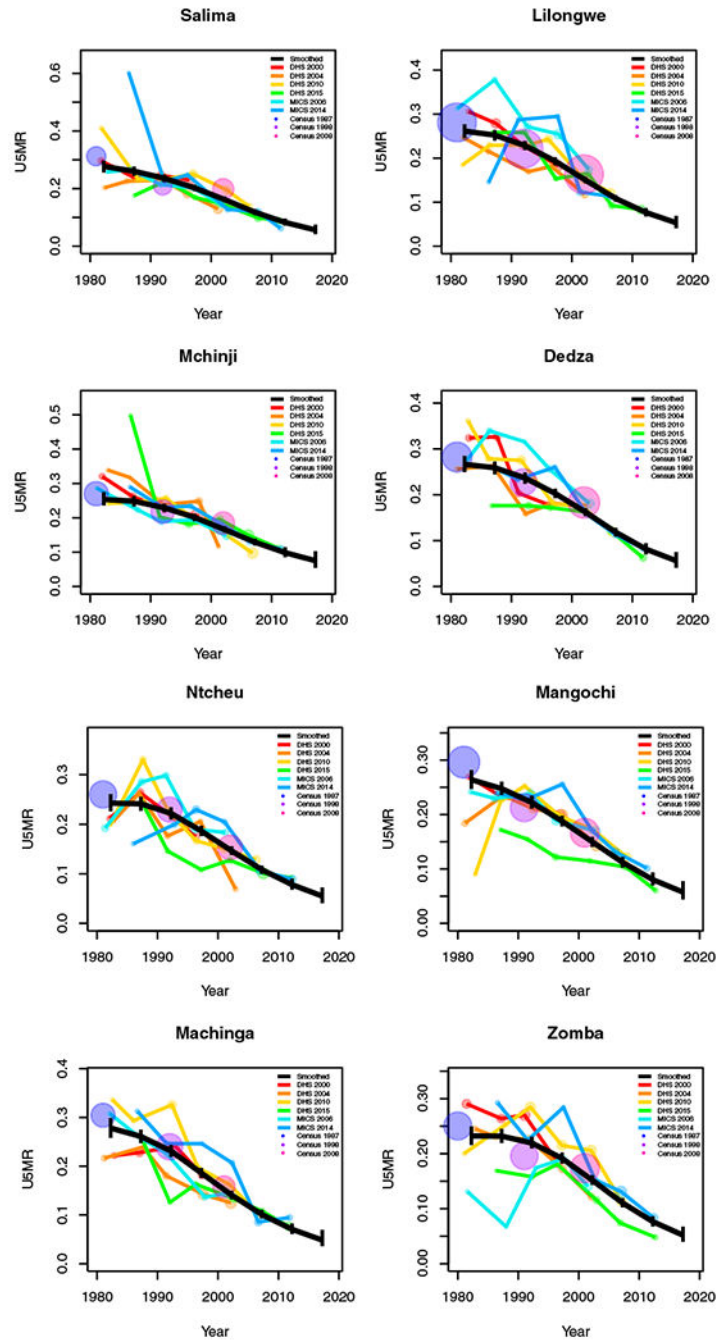 Salima
U5MR
0.6
0.4
0.2
0.0
Smoothed
DHS 2000
DHS 2004
DHS 2010
DHS 2015
MICS 2006
MICS 2014
Census 1987
Census 1998
Census 2008
1980 1990 2000 2010 2020
Year
Lilongwe
U5MR
0.4
0.3
0.2
0.1
0.0
Smoothed
DHS 2000
DHS 2004
DHS 2010
DHS 2015
MICS 2006
MICS 2014
Census 1987
Census 1998
Census 2008
1980 1990 2000 2010 2020
Year
Mchinji
U5MR
0.5
0.4
0.3
0.2
0.1
0.0
Smoothed
DHS 2000
DHS 2004
DHS 2010
DHS 2015
MICS 2006
MICS 2014
Census 1987
Census 1998
Census 2008
1980 1990 2000 2010 2020
Year
Dedza
U5MR
0.4
0.3
0.2
0.1
0.0
Smoothed
DHS 2000
DHS 2004
DHS 2010
DHS 2015
MICS 2006
MICS 2014
Census 1987
Census 1998
Census 2008
1980 1990 2000 2010 2020
Year
Ntcheu
U5MR
0.3
0.2
0.1
0.0
Smoothed
DHS 2000
DHS 2004
DHS 2010
DHS 2015
MICS 2006
MICS 2014
Census 1987
Census 1998
Census 2008
1980 1990 2000 2010 2020
Year
Mangochi
U5MR
0.30
0.20
0.10
0.00
Smoothed
DHS 2000
DHS 2004
DHS 2010
DHS 2015
MICS 2006
MICS 2014
Census 1987
Census 1998
Census 2008
1980 1990 2000 2010 2020
Year
Machinga
U5MR
0.4
0.3
0.2
0.1
0.0
Smoothed
DHS 2000
DHS 2004
DHS 2010
DHS 2015
MICS 2006
MICS 2014
Census 1987
Census 1998
Census 2008
1980 1990 2000 2010 2020
Year
Zomba
U5MR
0.30
0.20
0.10
0.00
Smoothed
DHS 2000
DHS 2004
DHS 2010
DHS 2015
MICS 2006
MICS 2014
Census 1987
Census 1998
Census 2008
1980 1990 2000 2010 2020
Year